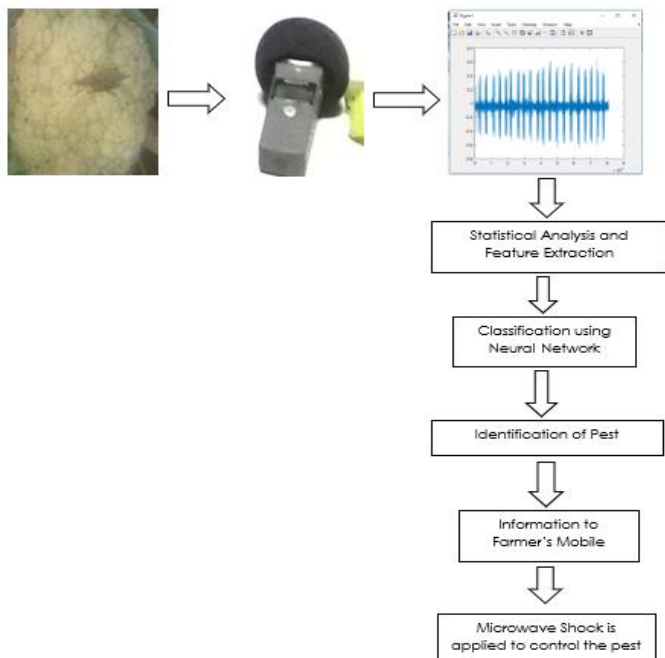 Statistical Analysis and
Feature Extraction
Classification using
Neural Network
Identification of Pest
Information to
Farmer's Mobile
Microwave Shock is
applied to control the pest